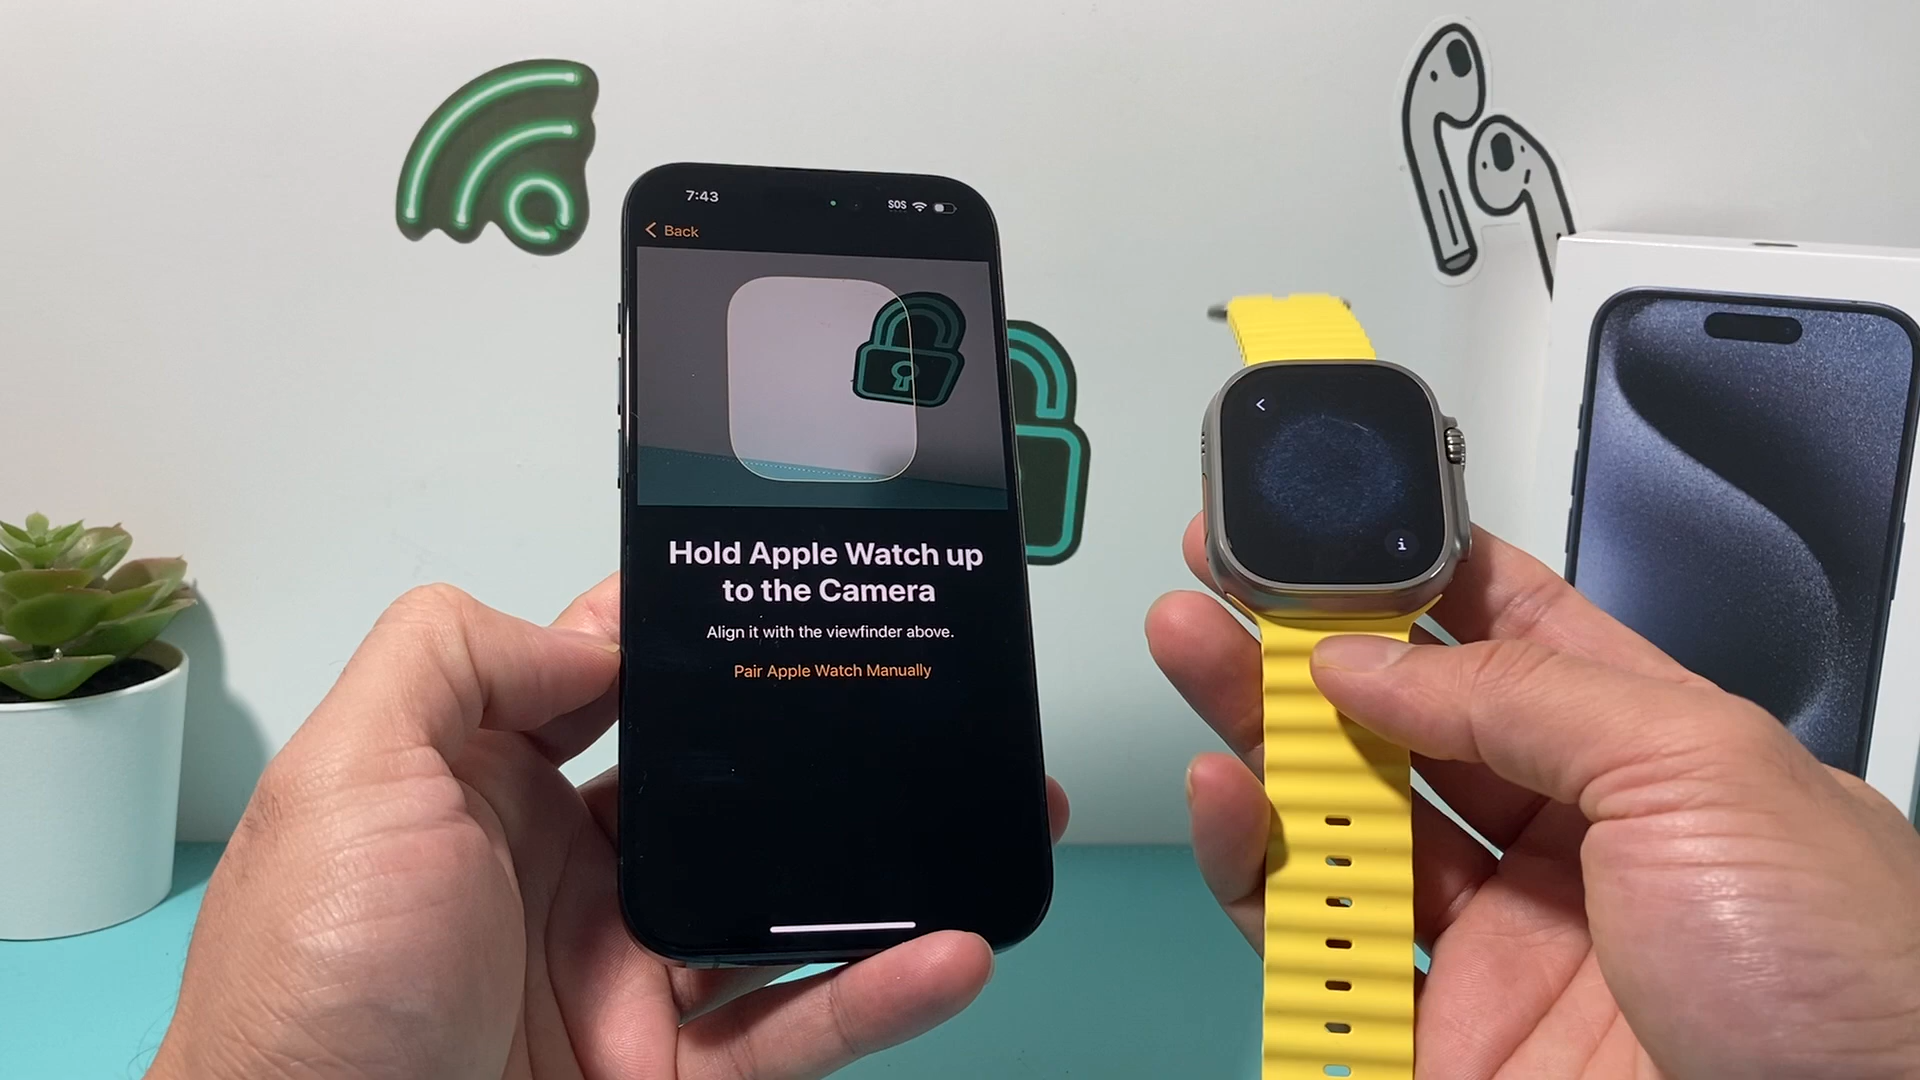 7:43
SOS
Back
Hold Apple Watch up
to the Camera
Align it with the viewfinder above.
Pair Apple Watch Manually
i